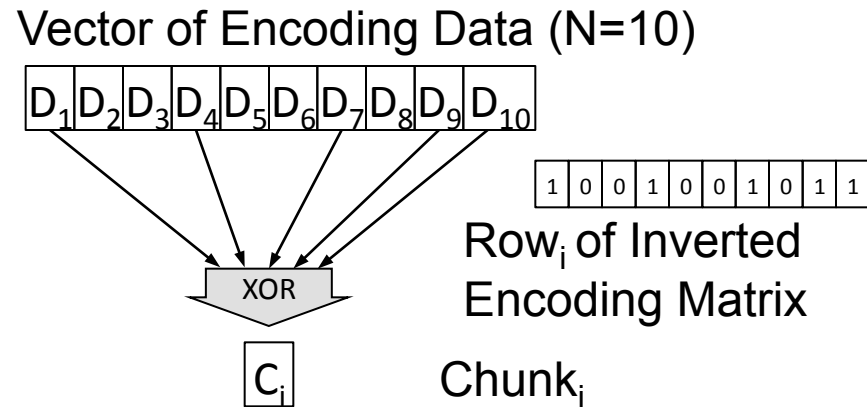 Vector of Encoding Data (N=10)
D₁ D₂ D₃ D₄ D₅ D₆ D₇ D₈ D₉ D₁₀
1 0 0 1 0 0 1 0 1 1
Rowᵢ of Inverted
Encoding Matrix
XOR
Cᵢ Chunkᵢ